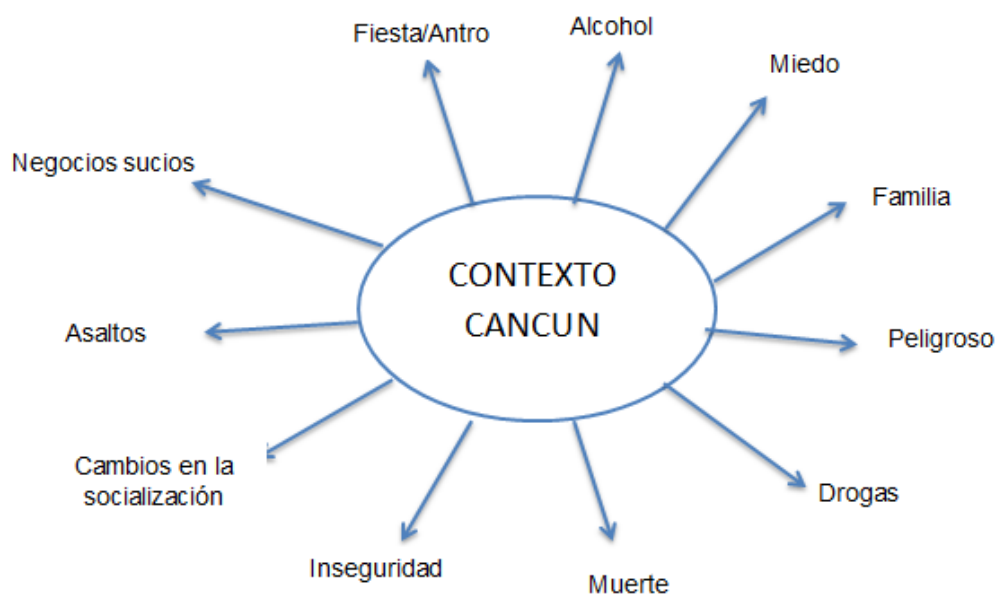 Fiesta/Antro
Alcohol
Miedo
Negocios sucios
Familia
CONTEXTO
CANCUN
Asaltos
Peligroso
Cambios en la
socialización
Drogas
Inseguridad
Muerte